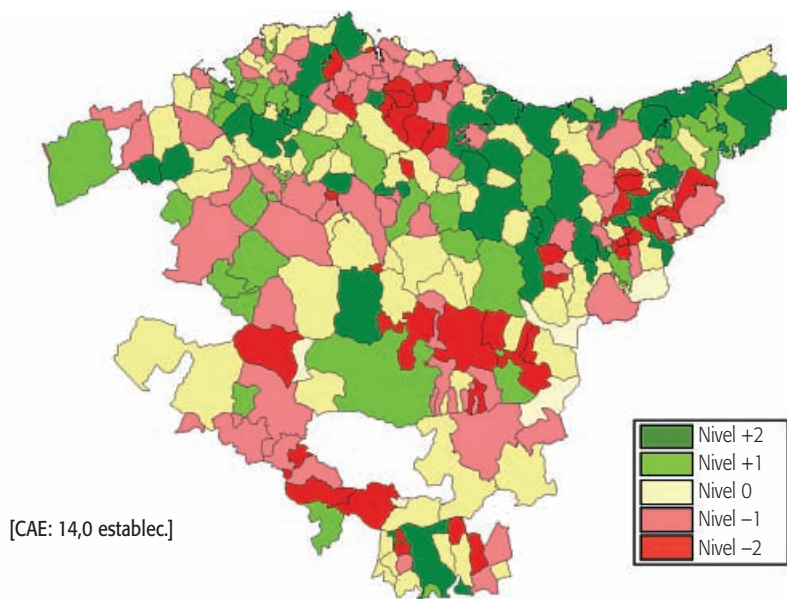 Nivel +2
Nivel +1
Nivel 0
Nivel –1
Nivel –2
[CAE: 14,0 establec.]